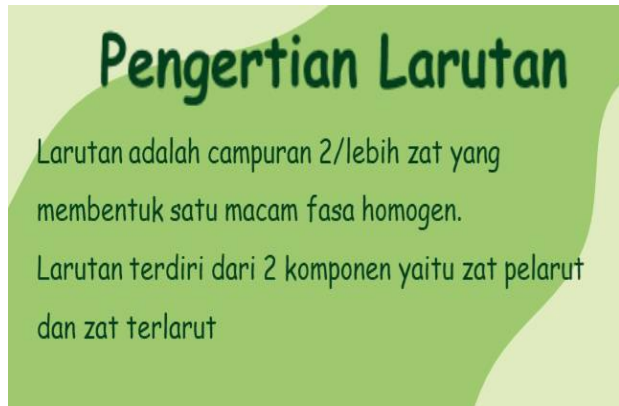 Pengertian Larutan
Larutan adalah campuran 2/lebih zat yang
membentuk satu macam fasa homogen.
Larutan terdiri dari 2 komponen yaitu zat pelarut
dan zat terlarut